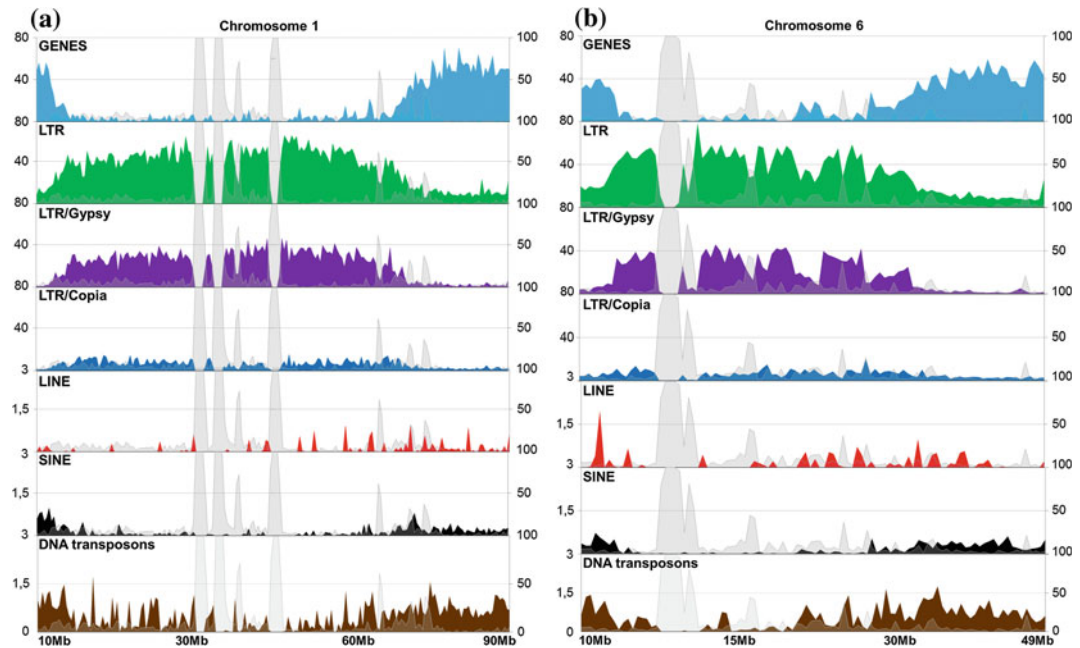 (a)
Chromosome 1
80
GENES
100
40
50
80
LTR
100
40
50
80
LTR/Gypsy
100
40
50
80
LTR/Copia
100
40
50
3
LINE
100
1,5
50
3
SINE
100
1,5
50
3
DNA transposons
100
1,5
50
0
0
10Mb
30Mb
60Mb
90Mb
(b)
Chromosome 6
80
GENES
100
40
50
80
LTR
100
40
50
80
LTR/Gypsy
100
40
50
80
LTR/Copia
100
40
50
3
LINE
100
1,5
50
3
SINE
100
1,5
50
3
DNA transposons
100
1,5
50
0
0
10Mb
15Mb
30Mb
49Mb